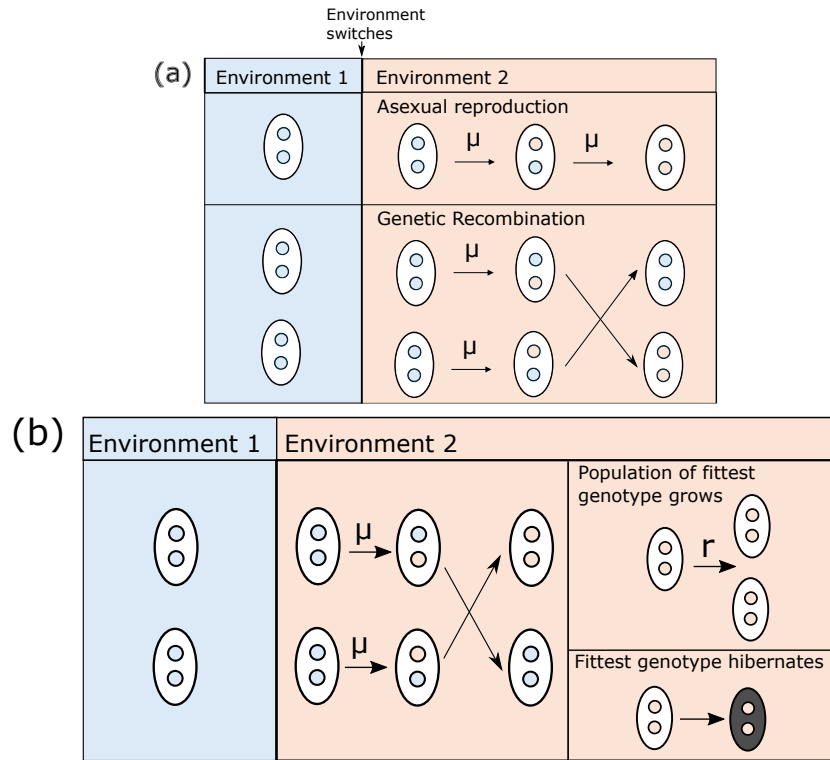 Environment
switches
(a)
Environment 1
Environment 2
Asexual reproduction
μ
μ
Genetic Recombination
μ
μ
(b)
Environment 1
Environment 2
Population of fittest
genotype grows
μ
r
μ
Fittest genotype hibernates